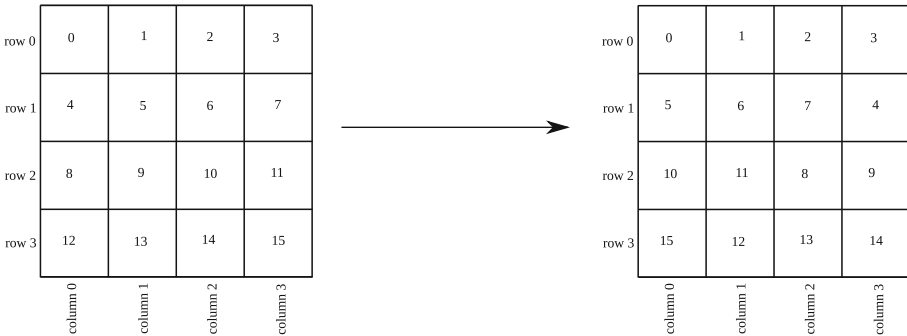 row 0 0 1 2 3
row 1 4 5 6 7
row 2 8 9 10 11
row 3 12 13 14 15
column 0 column 1 column 2 column 3
row 0 0 1 2 3
row 1 5 6 7 4
row 2 10 11 8 9
row 3 15 12 13 14
column 0 column 1 column 2 column 3